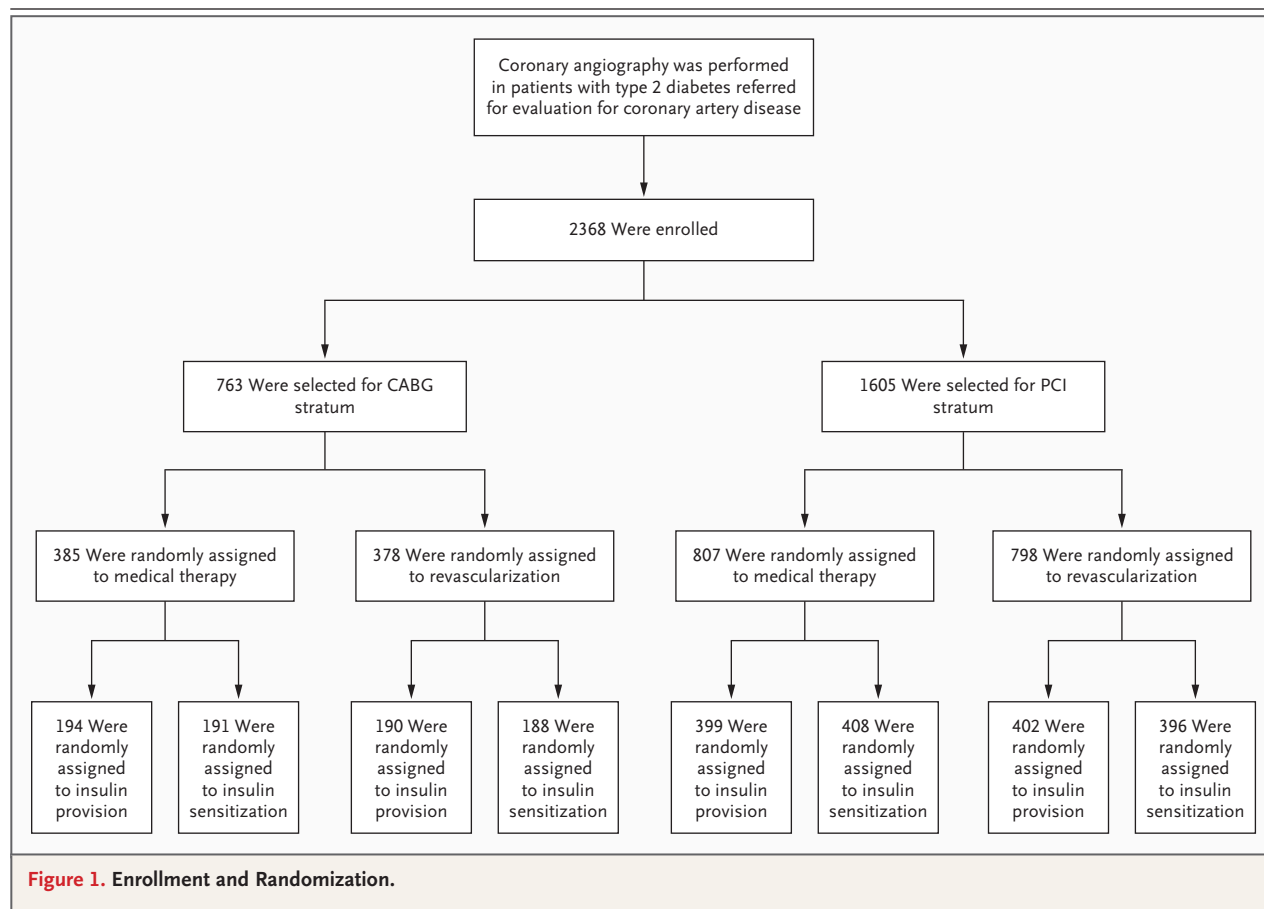 Coronary angiography was performed
in patients with type 2 diabetes referred
for evaluation for coronary artery disease
2368 Were enrolled
763 Were selected for CABG
stratum
1605 Were selected for PCI
stratum
385 Were randomly assigned
to medical therapy
378 Were randomly assigned
to revascularization
807 Were randomly assigned
to medical therapy
798 Were randomly assigned
to revascularization
194 Were
randomly
assigned
to insulin
provision
191 Were
randomly
assigned
to insulin
sensitization
190 Were
randomly
assigned
to insulin
provision
188 Were
randomly
assigned
to insulin
sensitization
399 Were
randomly
assigned
to insulin
provision
408 Were
randomly
assigned
to insulin
sensitization
402 Were
randomly
assigned
to insulin
provision
396 Were
randomly
assigned
to insulin
sensitization
Figure 1. Enrollment and Randomization.